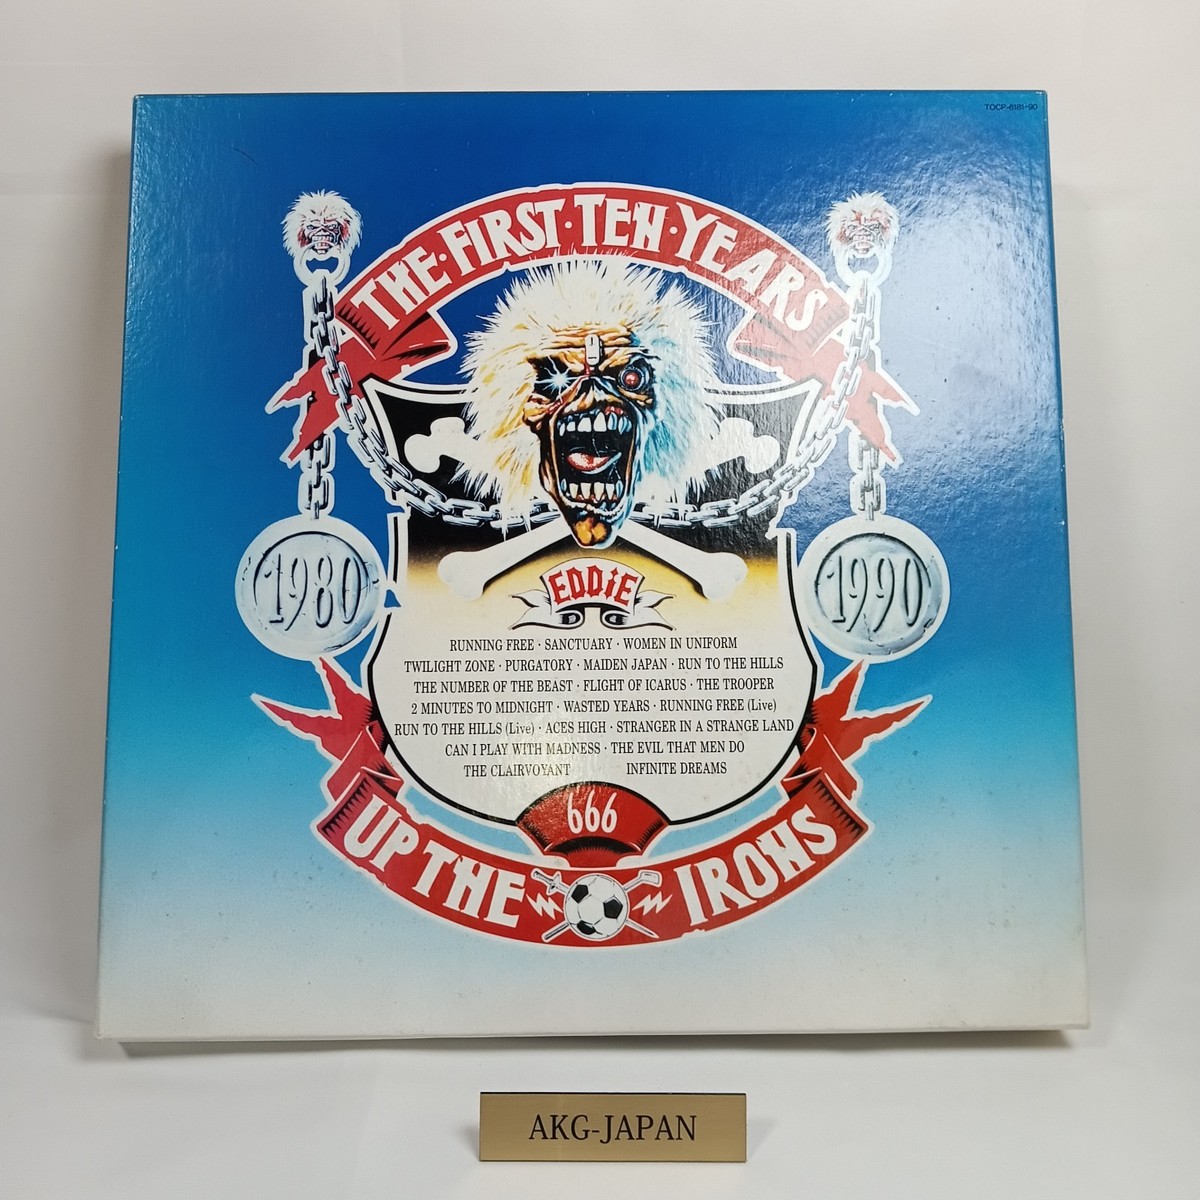 TOCP-6181~90
THE·FIRST·TEN·YEARS
1980
1990
EDDIE
RUNNING FREE · SANCTUARY · WOMEN IN UNIFORM
TWILIGHT ZONE · PURGATORY · MAIDEN JAPAN · RUN TO THE HILLS
THE NUMBER OF THE BEAST · FLIGHT OF ICARUS · THE TROOPER
2 MINUTES TO MIDNIGHT · WASTED YEARS · RUNNING FREE (Live)
RUN TO THE HILLS (Live) · ACES HIGH · STRANGER IN A STRANGE LAND
CAN I PLAY WITH MADNESS · THE EVIL THAT MEN DO
THE CLAIRVOYANT INFINITE DREAMS
666
UP THE IRONS
AKG-JAPAN